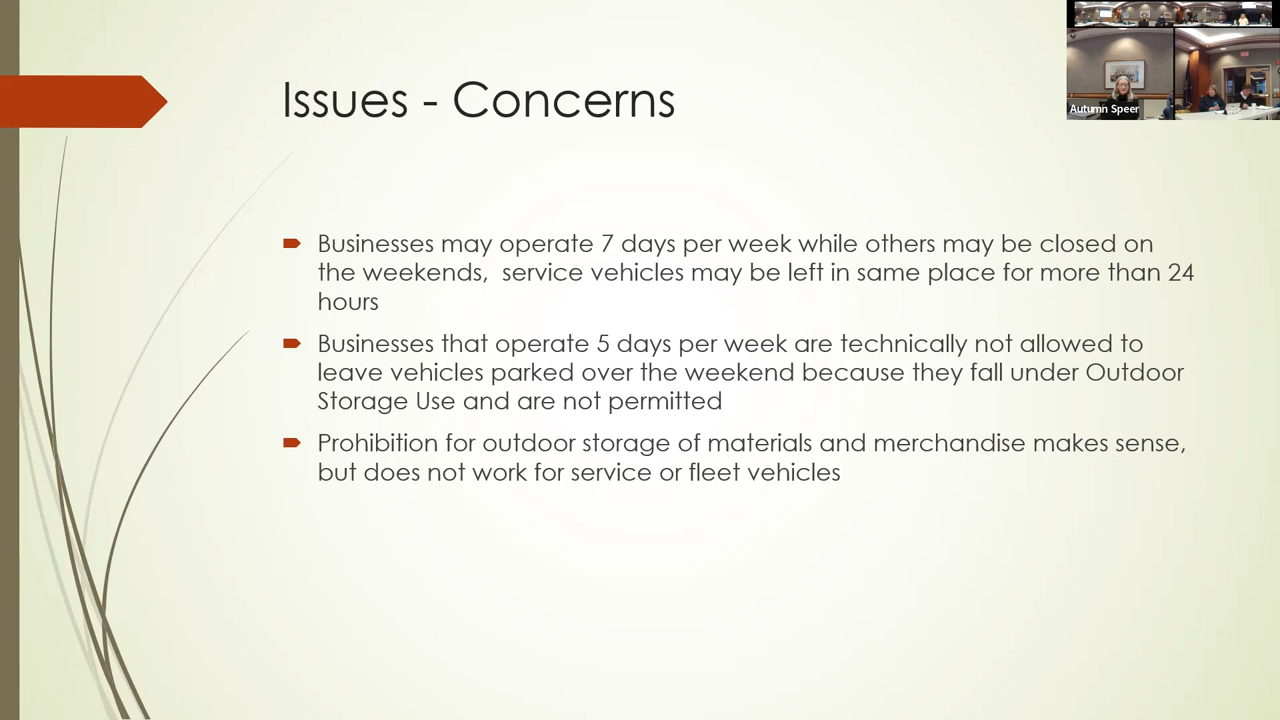 Issues - Concerns
Autumn Speer
Businesses may operate 7 days per week while others may be closed on
the weekends,  service vehicles may be left in same place for more than 24
hours
Businesses that operate 5 days per week are technically not allowed to
leave vehicles parked over the weekend because they fall under Outdoor
Storage Use and are not permitted
Prohibition for outdoor storage of materials and merchandise makes sense,
but does not work for service or fleet vehicles